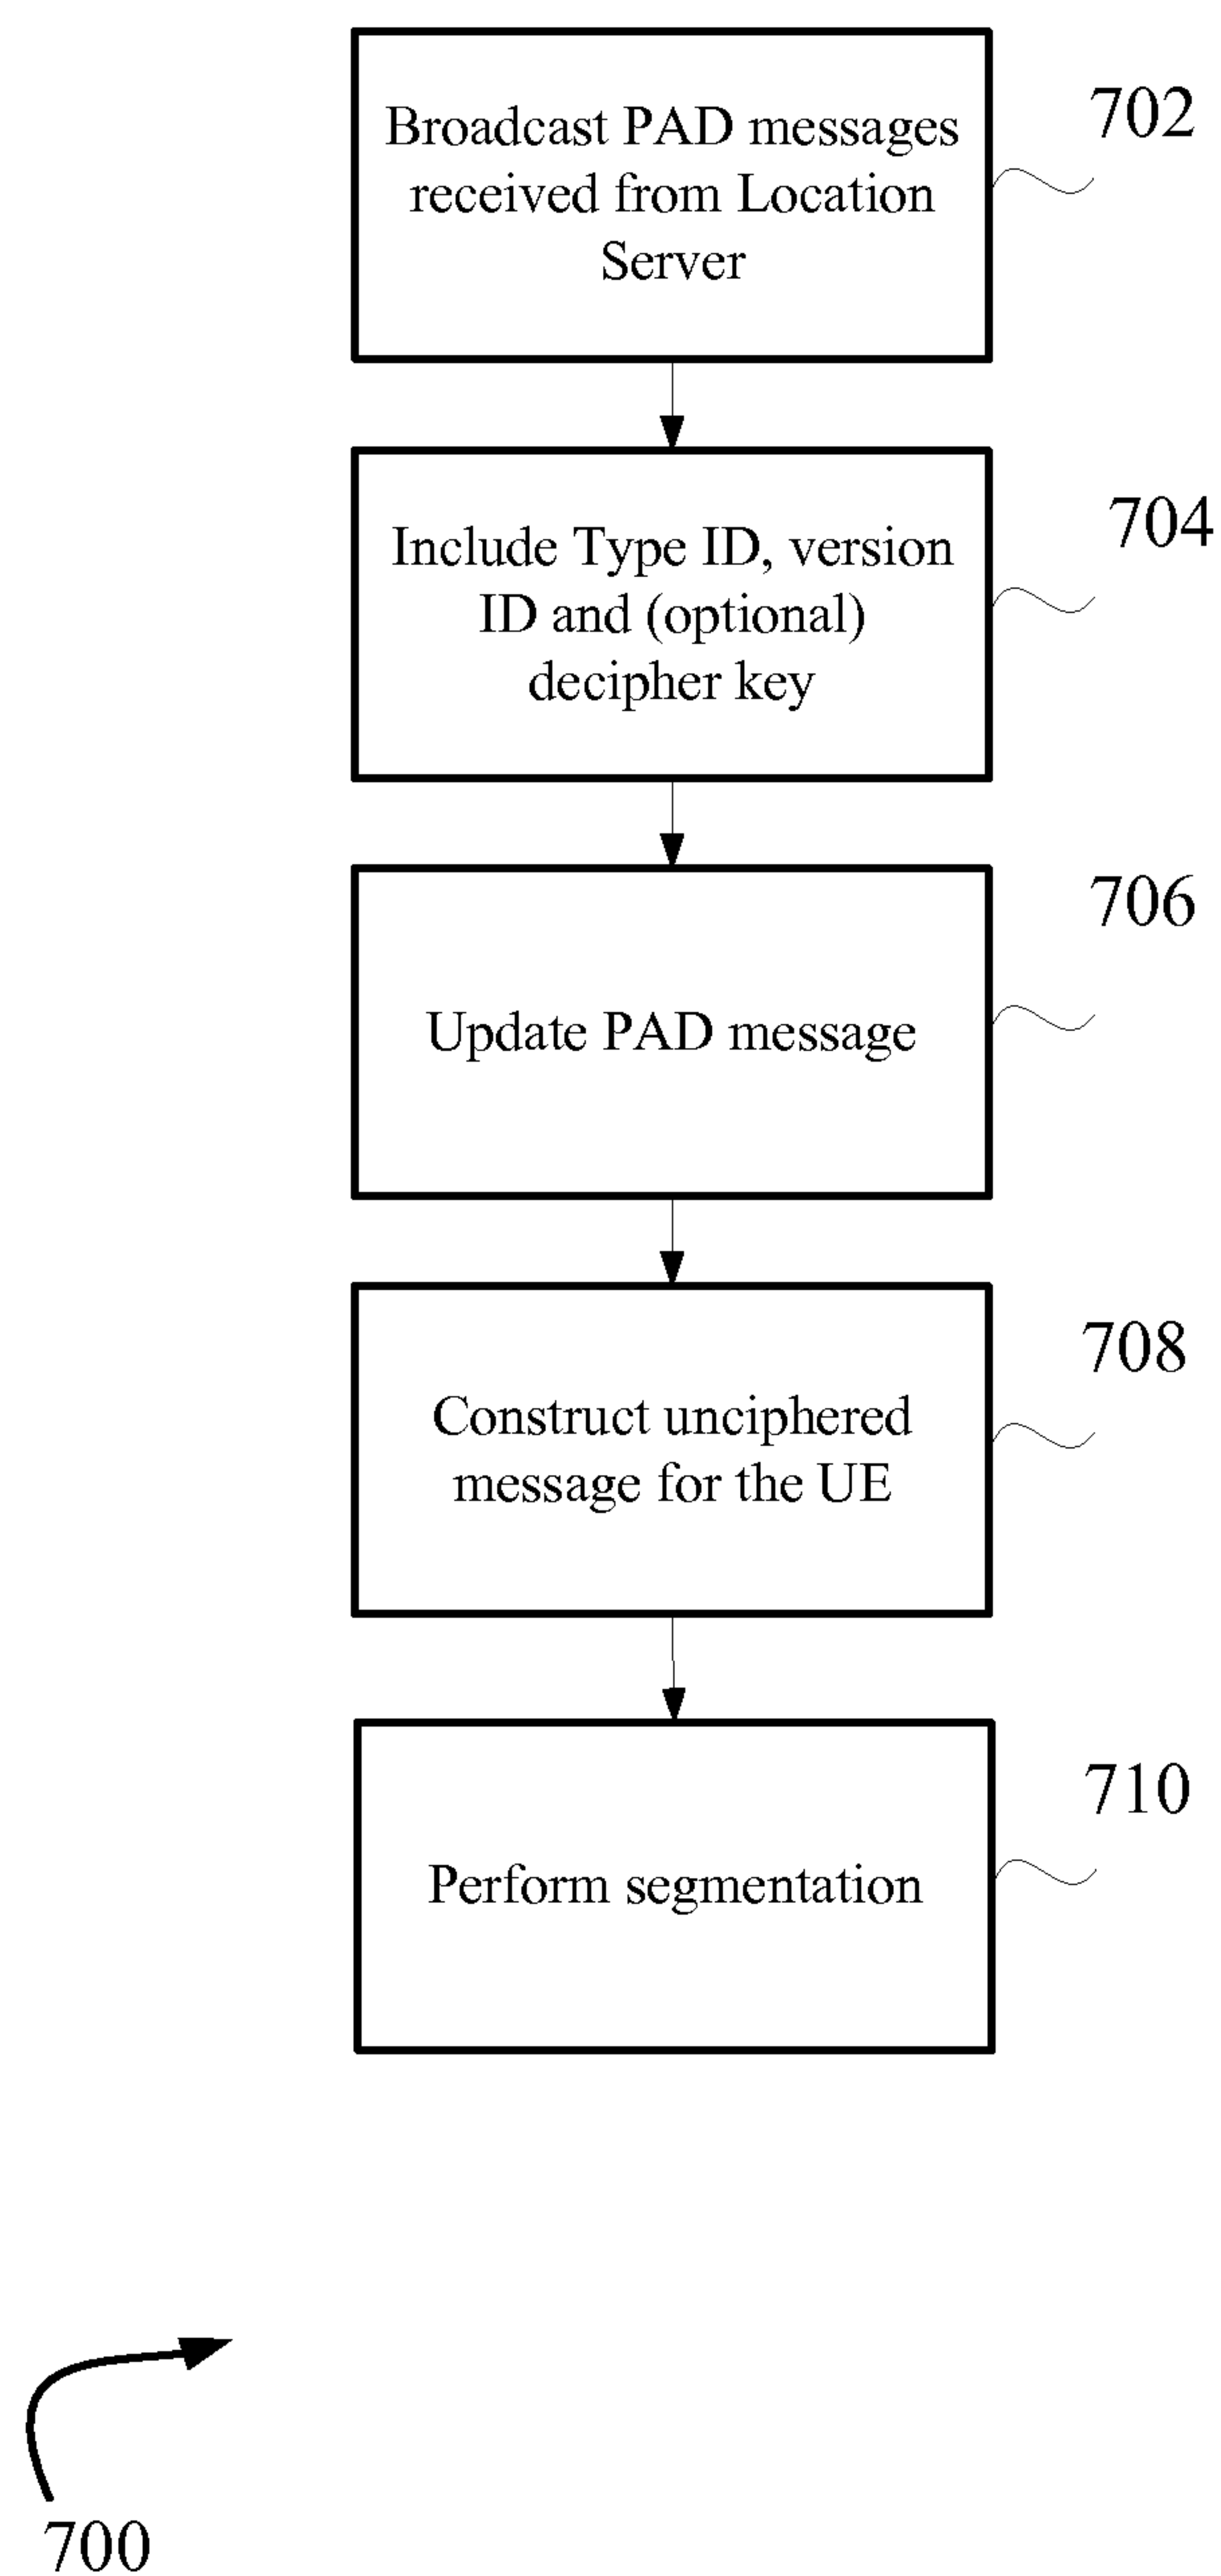 Broadcast PAD messages
received from Location
Server
702
Include Type ID, version
ID and (optional)
decipher key
704
Update PAD message
706
Construct unciphered
message for the UE
708
Perform segmentation
710
700